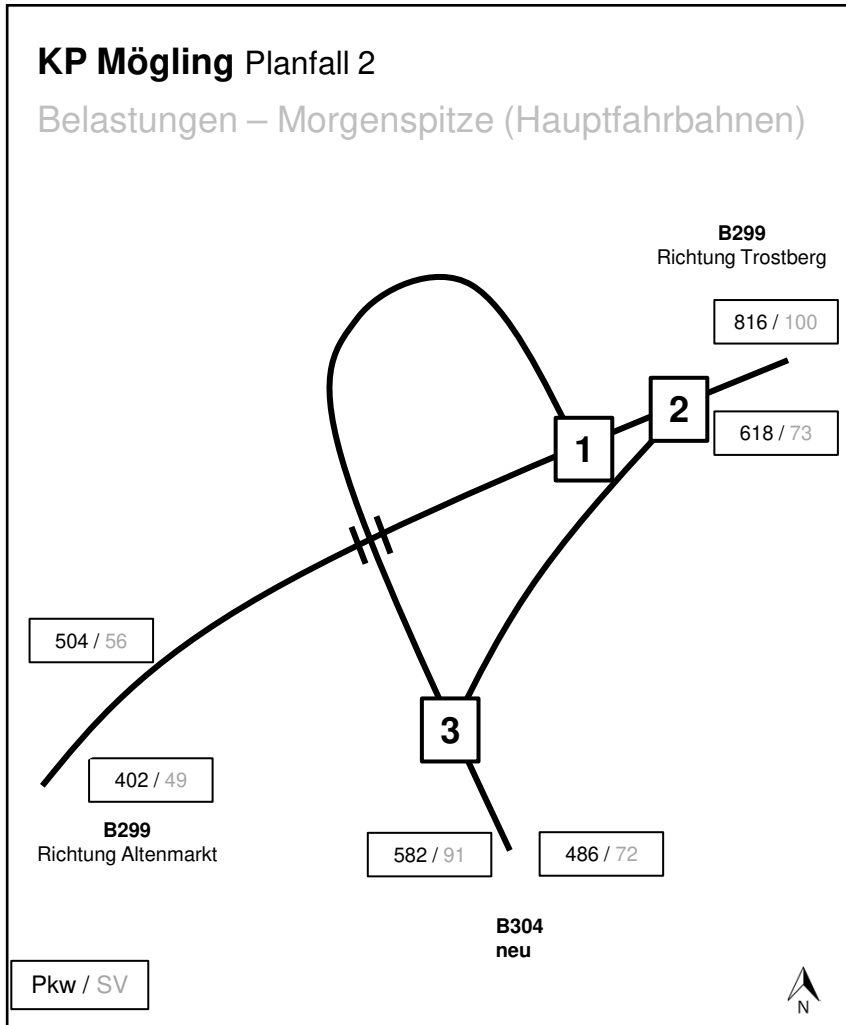 KP Mögling Planfall 2
Belastungen – Morgenspitze (Hauptfahrbahnen)
B299
Richtung Trostberg
816 / 100
2
618 / 73
1
504 / 56
3
402 / 49
B299
Richtung Altenmarkt
582 / 91
486 / 72
B304
neu
Pkw / SV
N